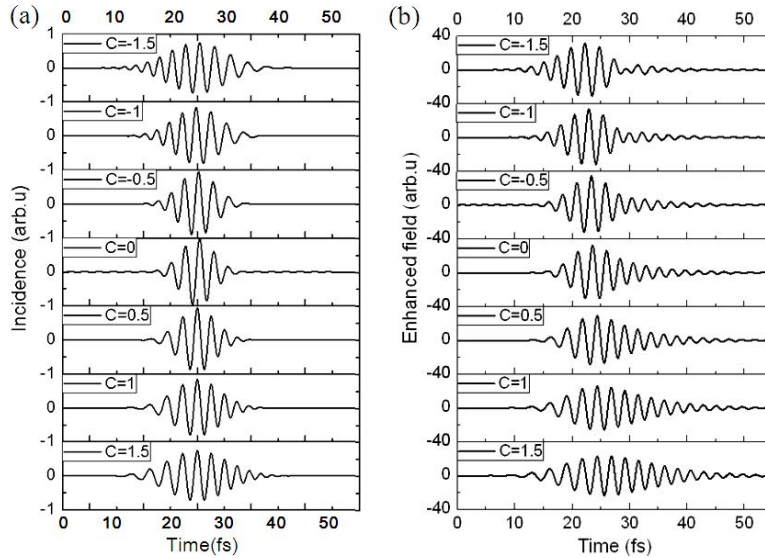 (a)
0 10 20 30 40 50
Incidence (arb.u)
1
C=-1.5
0
-1
C=-1
0
1
C=-0.5
0
-1
C=0
0
1
C=0.5
0
-1
C=1
0
1
C=1.5
0
-1
0 10 20 30 40 50
Time(fs)
(b)
0 10 20 30 40 50
Enhanced field (arb.u)
40
C=-1.5
0
-40
C=-1
0
40
C=-0.5
0
-40
C=0
0
40
C=0.5
0
-40
C=1
0
40
C=1.5
0
-40
0 10 20 30 40 50
Time (fs)